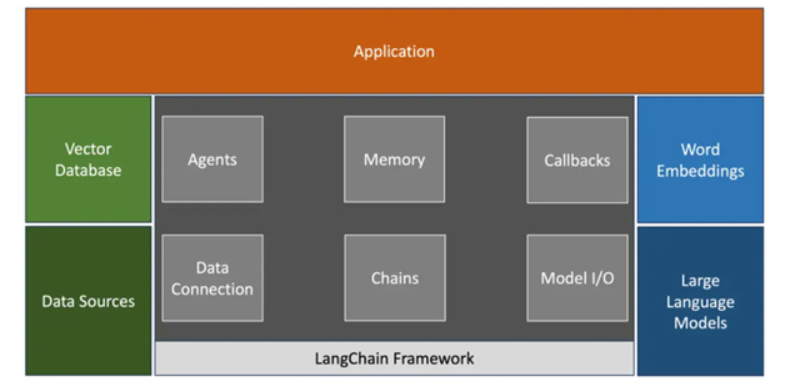 Application
Vector
Database
Agents
Memory
Callbacks
Word
Embeddings
Data Sources
Data
Connection
Chains
Model I/O
Large
Language
Models
LangChain Framework